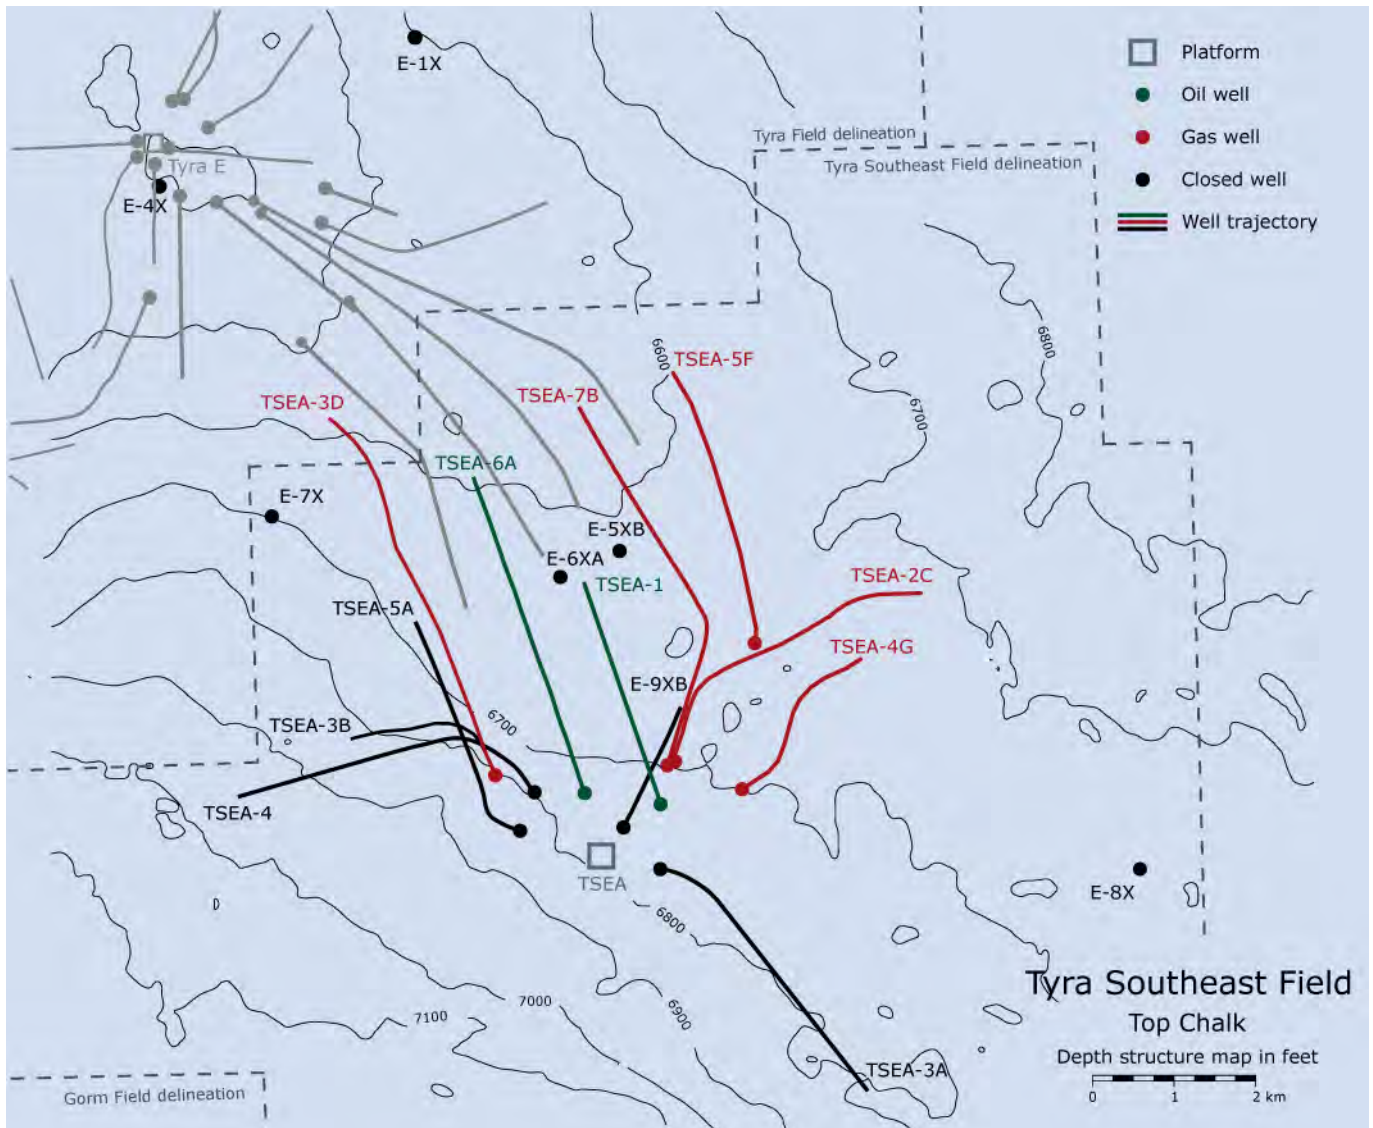 E-1X
Platform
Oil well
Gas well
Closed well
Well trajectory
Tyra Field delineation
Tyra Southeast Field delineation
Tyra E
E-4X
6800
6600
TSEA-5F
TSEA-7B
TSEA-3D
6700
TSEA-6A
E-7X
E-5XB
E-6XA
TSEA-1
TSEA-2C
TSEA-5A
TSEA-4G
E-9XB
6700
TSEA-3B
TSEA-4
TSEA
E-8X
6800
Tyra Southeast Field
Top Chalk
Depth structure map in feet
0 1 2 km
7000
7100
6900
TSEA-3A
Gorm Field delineation